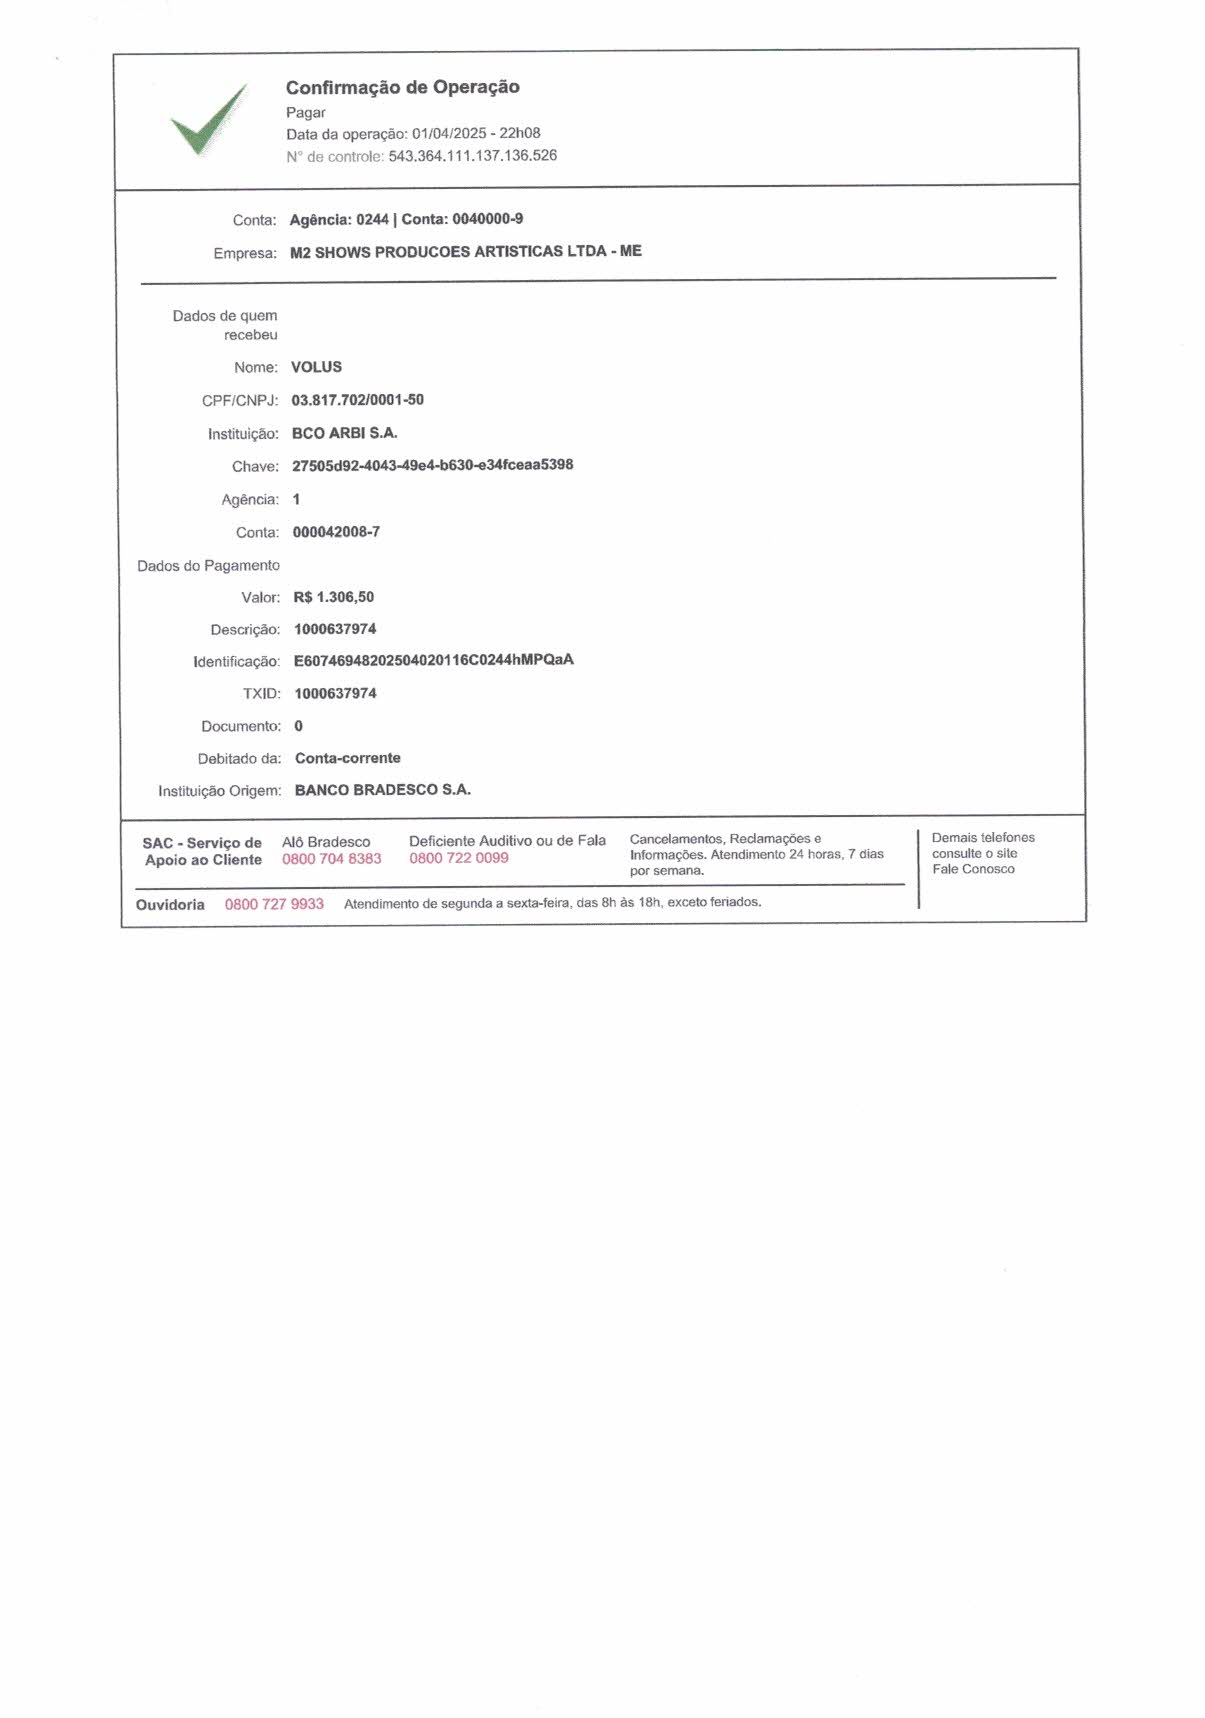 Confirmação de Operação
Pagar
Data da operação: 01/04/2025 - 22h08
N° de controle: 543.364.111.137.136.526
Conta: Agência: 0244 | Conta: 0040000-9
Empresa: M2 SHOWS PRODUCOES ARTISTICAS LTDA - ME
Dados de quem
recebeu
Nome: VOLUS
CPF/CNPJ: 03.817.702/0001-50
Instituição: BCO ARBI S.A.
Chave: 27505d92-4043-49e4-b630-e34fceaa5398
Agência: 1
Conta: 000042008-7
Dados do Pagamento
Valor: R$ 1.306,50
Descrição: 1000637974
Identificação: E60746948202504020116C0244hMPQaA
TXID: 1000637974
Documento: 0
Debitado da: Conta-corrente
Instituição Origem: BANCO BRADESCO S.A.
SAC - Serviço de
Apoio ao Cliente
Alô Bradesco
0800 704 8383
Deficiente Auditivo ou de Fala
0800 722 0099
Cancelamentos, Reclamações e
Informações. Atendimento 24 horas, 7 dias
por semana.
Demais telefones
consulte o site
Fale Conosco
Ouvidoria 0800 727 9933 Atendimento de segunda a sexta-feira, das 8h às 18h, exceto feriados.